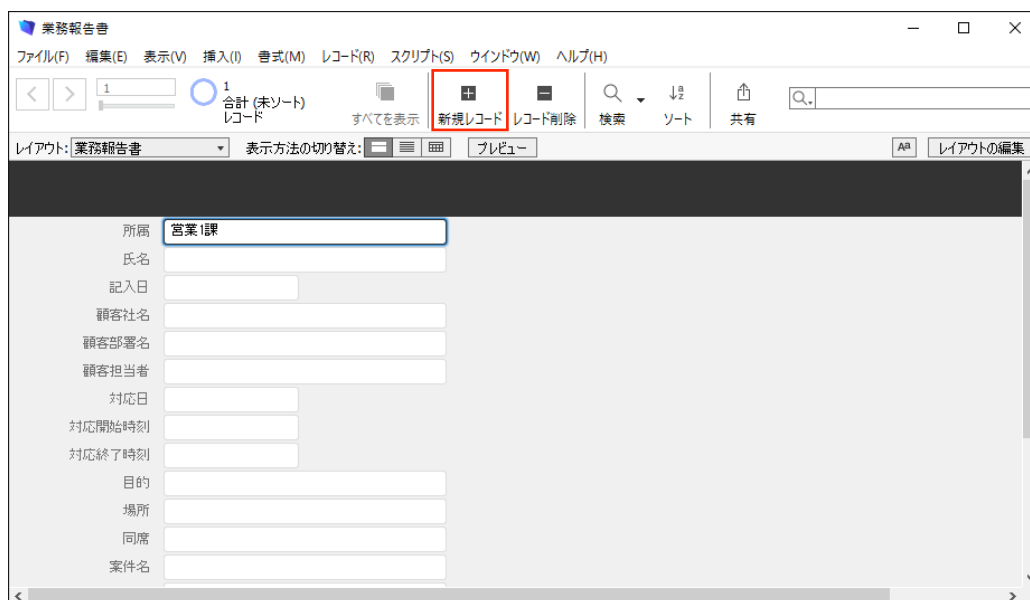 業務報告書
ファイル(F) 編集(E) 表示(V) 挿入(I) 書式(M) レコード(R) スクリプト(S) ウインドウ(W) ヘルプ(H)
1
1
合計 (未ソート)
レコード
すべてを表示
新規レコード
レコード削除
検索
ソート
共有
レイアウト: 業務報告書 表示方法の切り替え: プレビュー Aa レイアウトの編集
所属 営業1課
氏名
記入日
顧客社名
顧客部署名
顧客担当者
対応日
対応開始時刻
対応終了時刻
目的
場所
同席
案件名